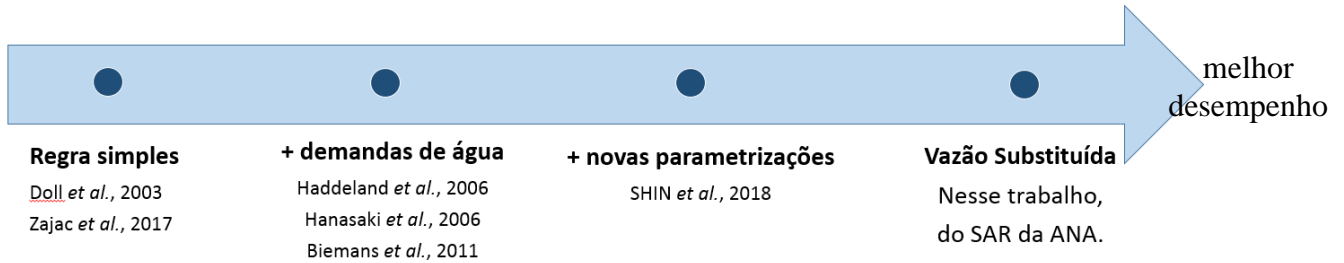 melhor
desempenho
Regra simples
Doll et al., 2003
Zajac et al., 2017
+ demandas de água
Haddeland et al., 2006
Hanasaki et al., 2006
Biemans et al., 2011
+ novas parametrizações
SHIN et al., 2018
Vazão Substituída
Nesse trabalho,
do SAR da ANA.